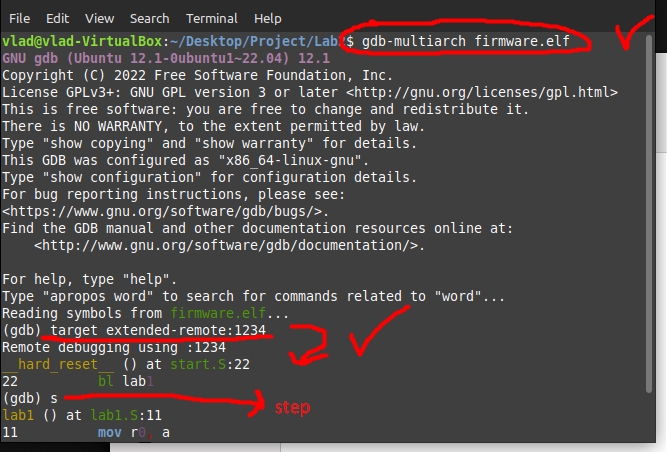 File Edit View Search Terminal Help
vlad@vlad-VirtualBox:~/Desktop/Project/Lab$ gdb-multiarch firmware.elf
GNU gdb (Ubuntu 12.1-0ubuntu1~22.04) 12.1
Copyright (C) 2022 Free Software Foundation, Inc.
License GPLv3+: GNU GPL version 3 or later <http://gnu.org/licenses/gpl.html>
This is free software: you are free to change and redistribute it.
There is NO WARRANTY, to the extent permitted by law.
Type "show copying" and "show warranty" for details.
This GDB was configured as "x86_64-linux-gnu".
Type "show configuration" for configuration details.
For bug reporting instructions, please see:
<https://www.gnu.org/software/gdb/bugs/>.
Find the GDB manual and other documentation resources online at:
<http://www.gnu.org/software/gdb/documentation/>.
For help, type "help".
Type "apropos word" to search for commands related to "word"...
Reading symbols from firmware.elf...
(gdb) target extended-remote:1234
2
Remote debugging using :1234
__hard_reset__ () at start.S:22
22 bl lab1
(gdb) s
step
lab1 () at lab1.S:11
11 mov r0, a